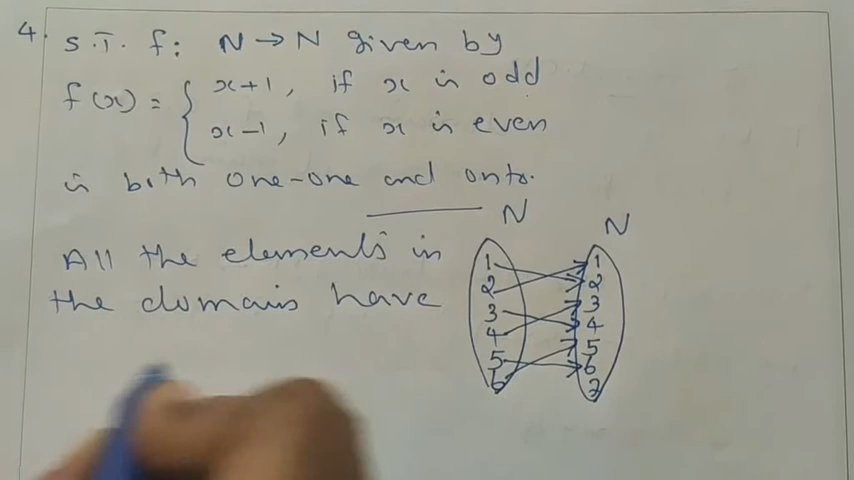 4. S.T. f: N → N given by
f(x) = { x+1, if x is odd
x-1, if x is even
is both one-one and onto.
All the elements in
the domain have
N N
1 1
2 2
3 3
4 4
5 5
6 6
7